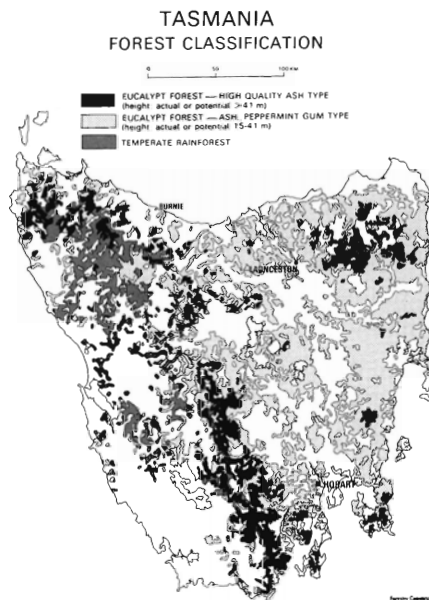 TASMANIA
FOREST CLASSIFICATION
0 50 100 KM
EUCALYPT FOREST — HIGH QUALITY ASH TYPE
(height actual or potential >41 m)
EUCALYPT FOREST — ASH, PEPPERMINT GUM TYPE
(height actual or potential 15-41 m)
TEMPERATE RAINFOREST
BURNIE
LAUNCESTON
HOBART
Forestry